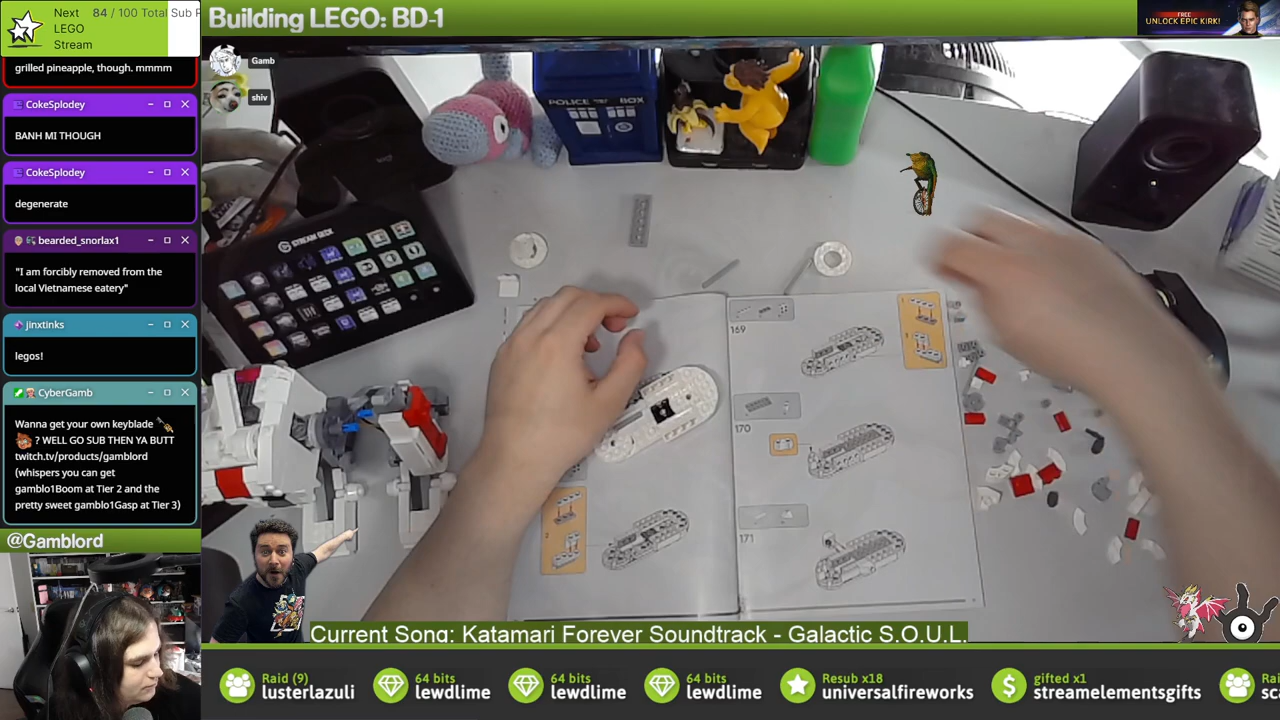 Next 84 / 100 Total Sub
LEGO
Stream
Building LEGO: BD-1
FREE
UNLOCK EPIC KIRK!
grilled pineapple, though. mmmm
CokeSplodey
BANH MI THOUGH
CokeSplodey
degenerate
bearded_snorlax1
"I am forcibly removed from the
local Vietnamese eatery"
jinxtinks
legos!
CyberGamb
Wanna get your own keyblade
? WELL GO SUB THEN YA BUTT
twitch.tv/products/gamblord
(whispers you can get
gamblo1Boom at Tier 2 and the
pretty sweet gamblo1Gasp at Tier 3)
@Gamblord
Gamb
shiv
POLICE BOX
STREAM DECK
169
170
171
Current Song: Katamari Forever Soundtrack - Galactic S.O.U.L.
Raid (9)
lusterlazuli
64 bits
lewdlime
64 bits
lewdlime
64 bits
lewdlime
Resub x18
universalfireworks
gifted x1
streamelementsgifts